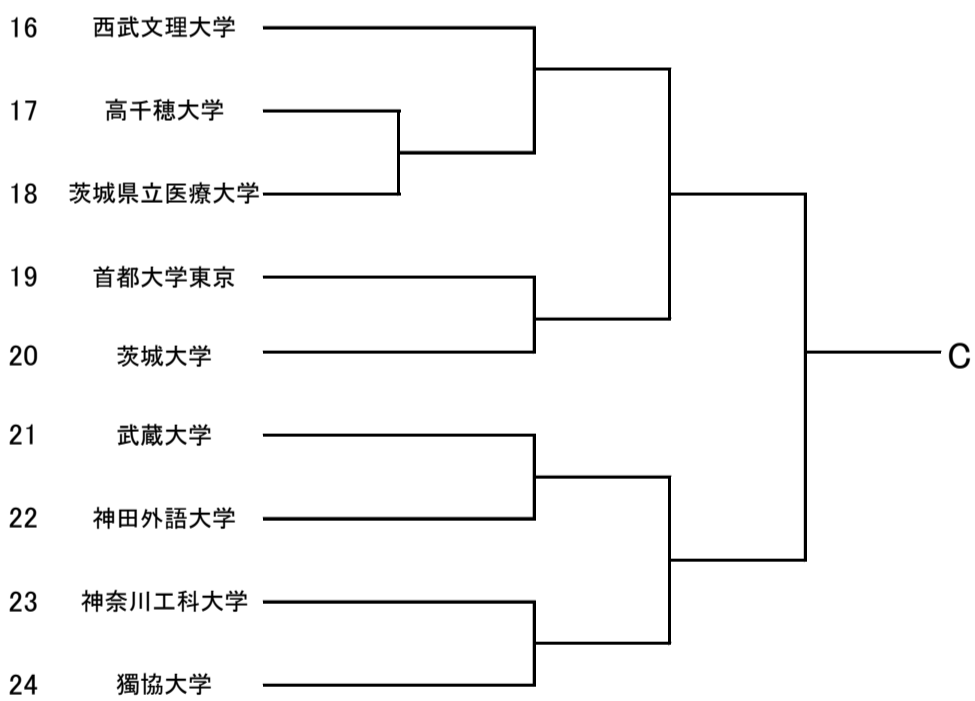 16 西武文理大学
17 高千穂大学
18 茨城県立医療大学
19 首都大学東京
20 茨城大学
C
21 武蔵大学
22 神田外語大学
23 神奈川工科大学
24 獨協大学